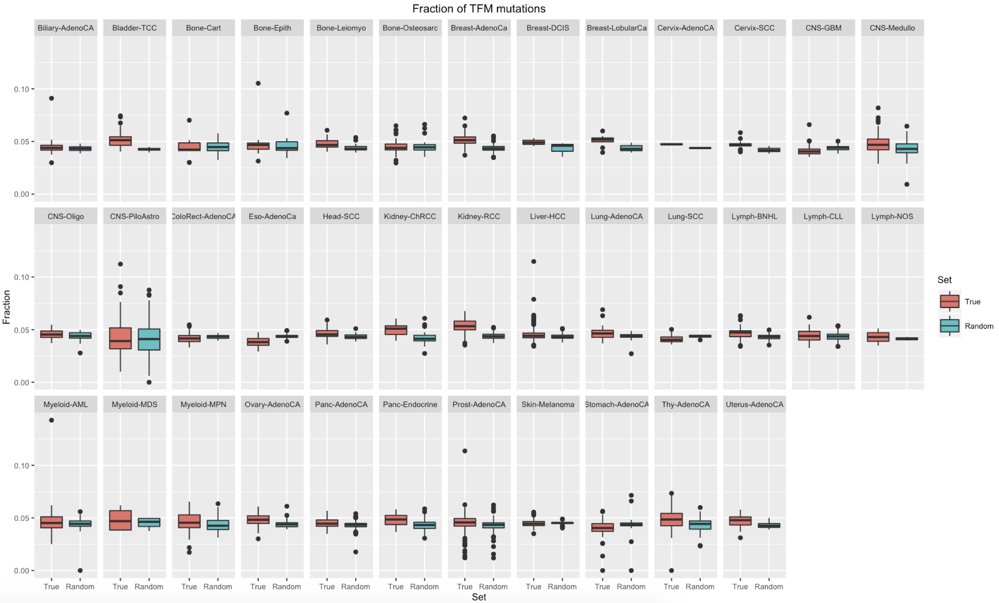 Fraction of TFM mutations
Biliary-AdenoCA Bladder-TCC Bone-Cart Bone-Epith Bone-Leiomyo Bone-Osteosarc Breast-AdenoCa Breast-DCIS Breast-LobularCa Cervix-AdenoCA Cervix-SCC CNS-GBM CNS-Medullo
0.10
0.05
0.00
CNS-Oligo CNS-PiloAstro ColoRect-AdenoCA Eso-AdenoCa Head-SCC Kidney-ChRCC Kidney-RCC Liver-HCC Lung-AdenoCA Lung-SCC Lymph-BNHL Lymph-CLL Lymph-NOS
0.10
0.05
0.00
Fraction
Set
True
Random
Myeloid-AML Myeloid-MDS Myeloid-MPN Ovary-AdenoCA Panc-AdenoCA Panc-Endocrine Prost-AdenoCA Skin-Melanoma Stomach-AdenoCA Thy-AdenoCA Uterus-AdenoCA
0.10
0.05
0.00
True Random True Random True Random True Random True Random True Random True Random True Random True Random True Random True Random
Set